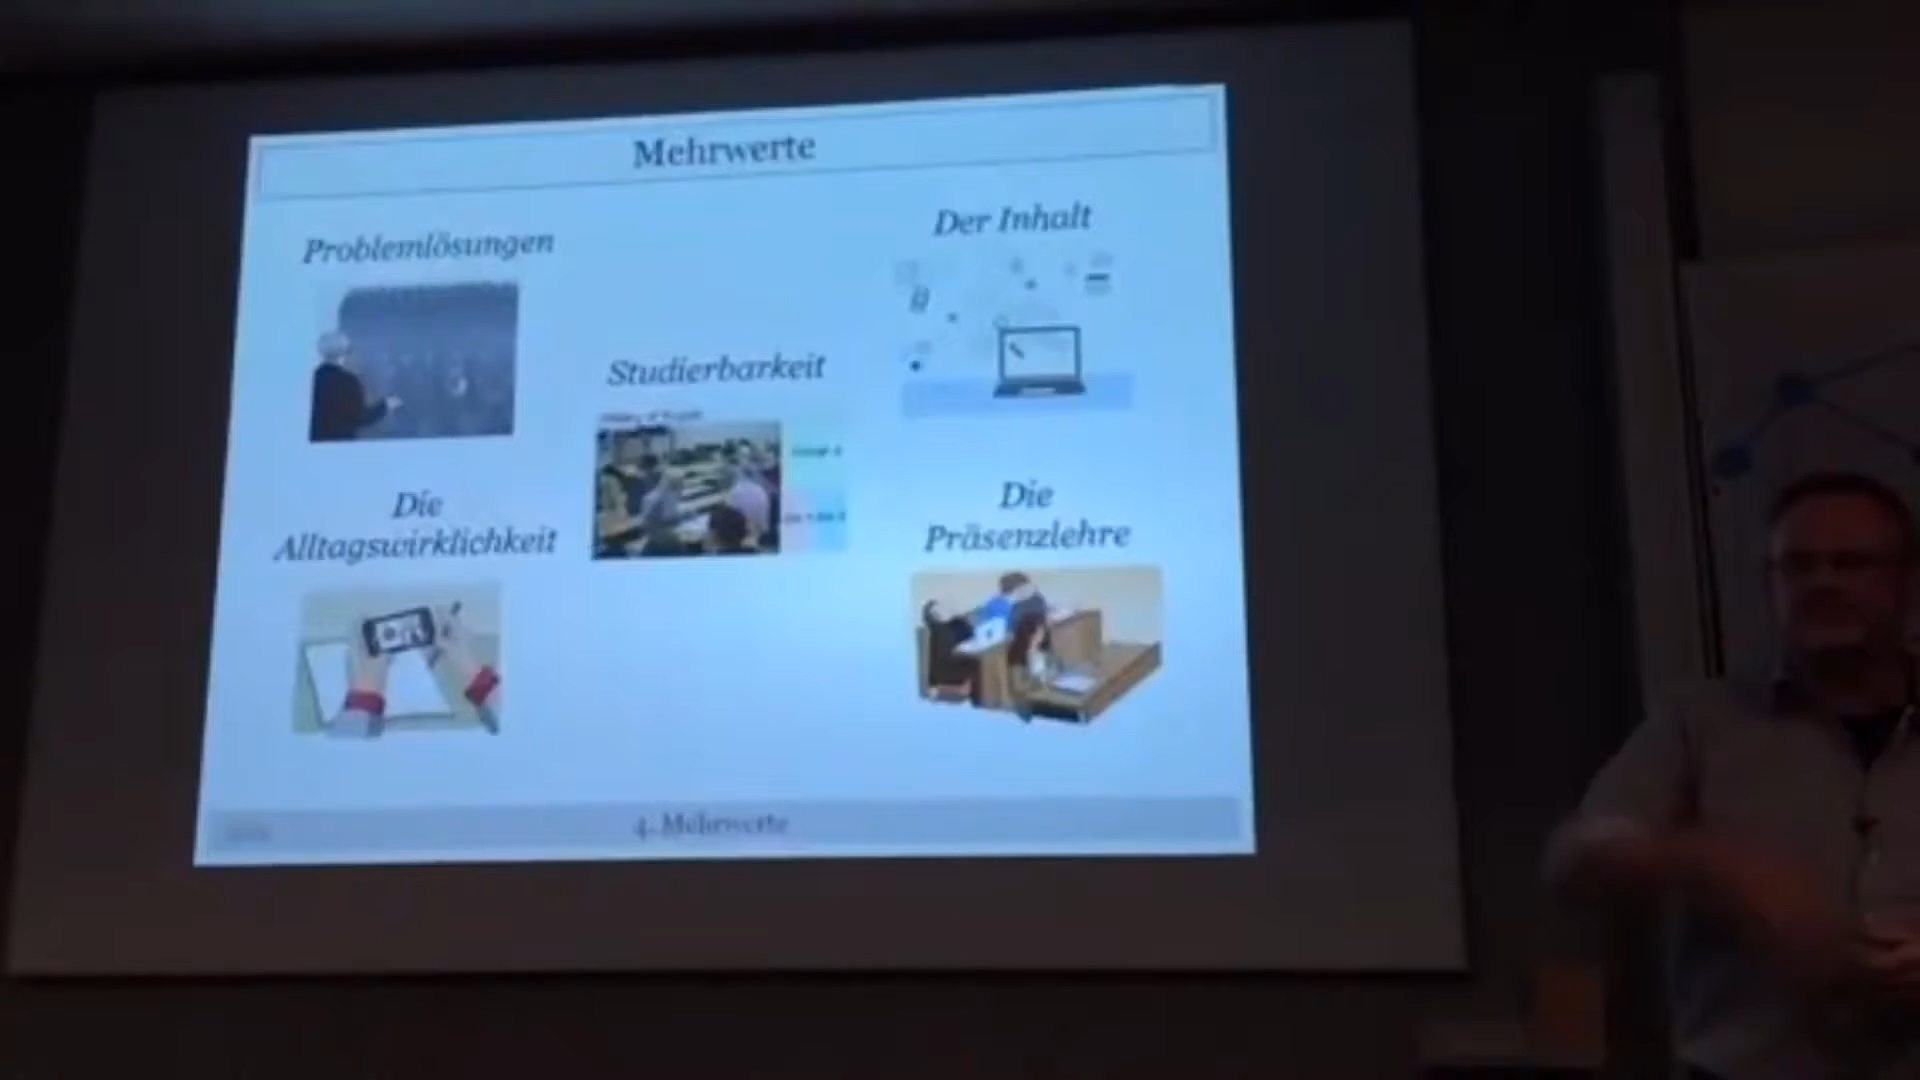 Mehrwerte
Problemlösungen
Der Inhalt
Studierbarkeit
Die
Alltagswirklichkeit
Die
Präsenzlehre
4. Mehrwerte